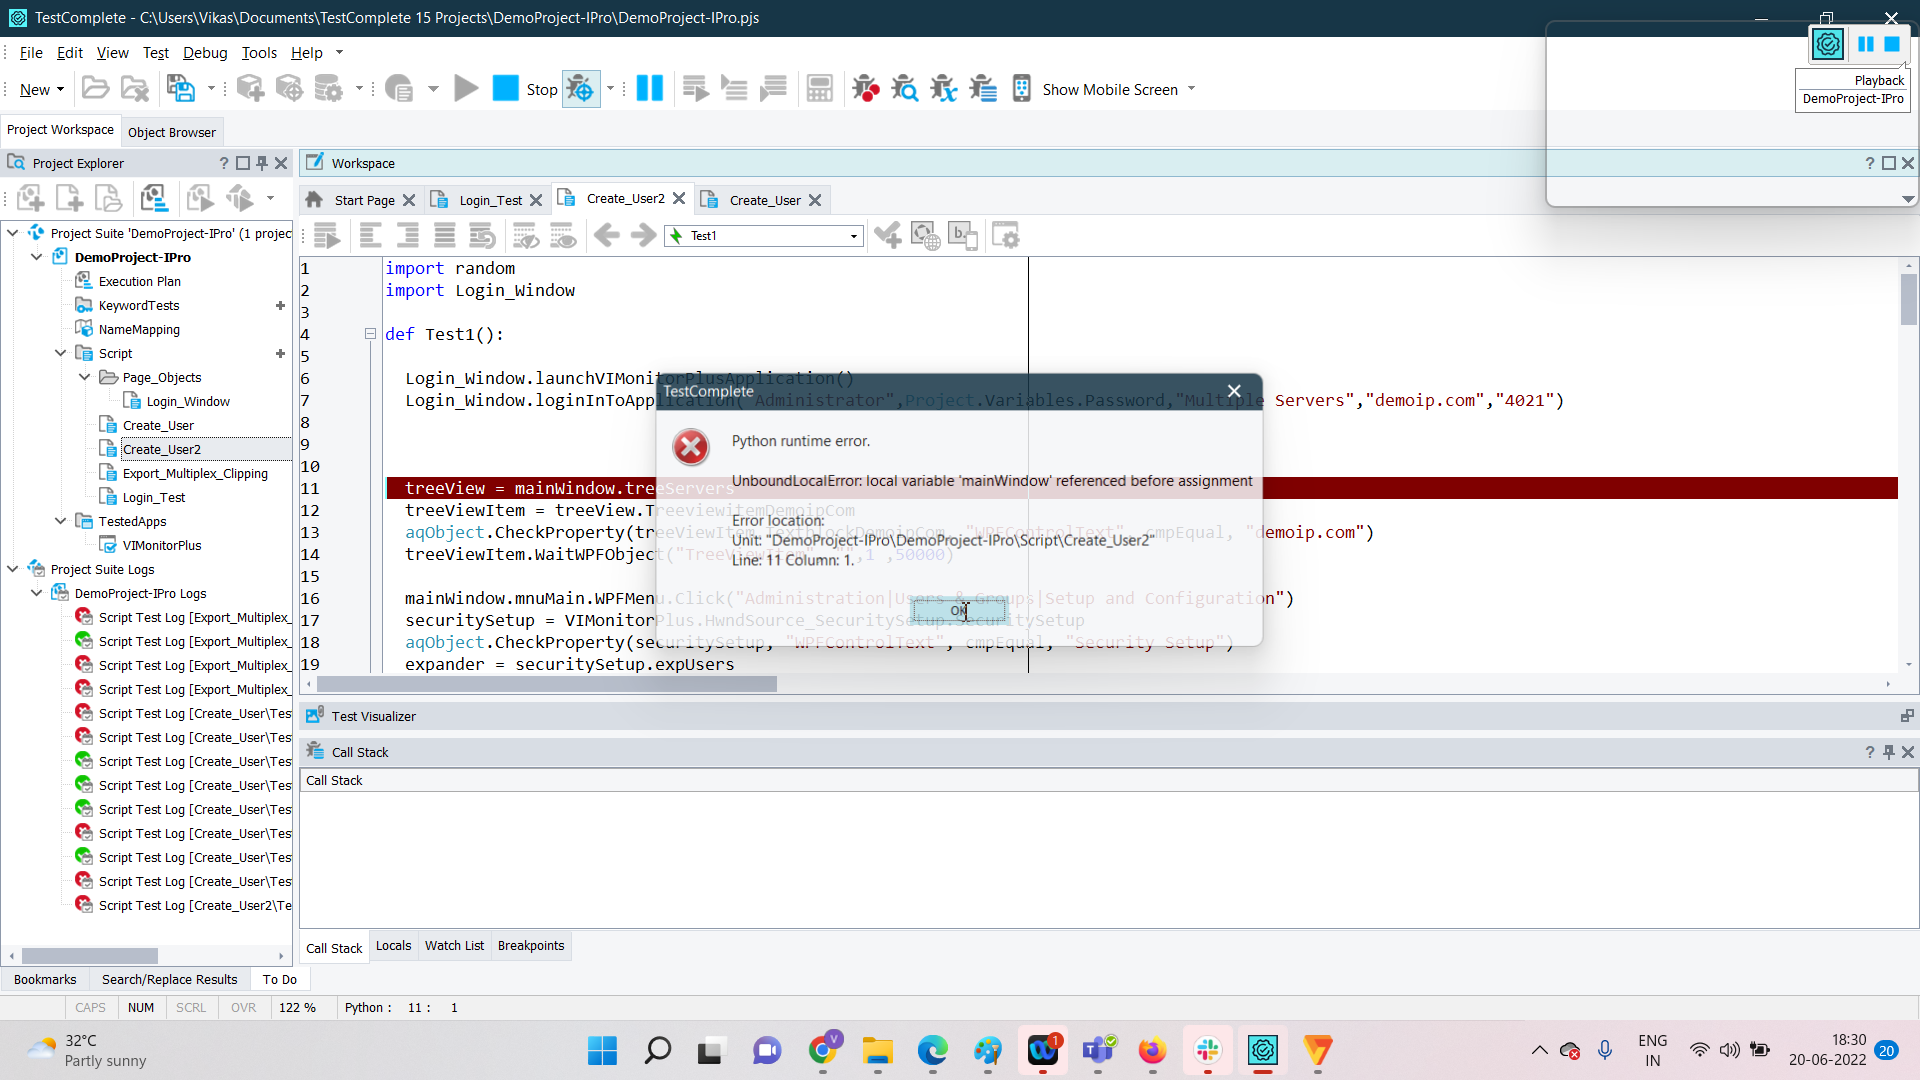 TestComplete - C:\Users\Vikas\Documents\TestComplete 15 Projects\DemoProject-IPro\DemoProject-IPro.pjs
File Edit View Test Debug Tools Help
New Stop Show Mobile Screen
Playback
DemoProject-IPro
Project Workspace Object Browser
Project Explorer
Workspace
Start Page Login_Test Create_User2 Create_User
Test1
Project Suite 'DemoProject-IPro' (1 projec
DemoProject-IPro
Execution Plan
KeywordTests
NameMapping
Script
Page_Objects
Login_Window
Create_User
Create_User2
Export_Multiplex_Clipping
Login_Test
TestedApps
VIMonitorPlus
Project Suite Logs
DemoProject-IPro Logs
Script Test Log [Export_Multiplex_
Script Test Log [Export_Multiplex_
Script Test Log [Export_Multiplex_
Script Test Log [Export_Multiplex_
Script Test Log [Create_User\Tes
Script Test Log [Create_User\Tes
Script Test Log [Create_User\Tes
Script Test Log [Create_User\Tes
Script Test Log [Create_User\Tes
Script Test Log [Create_User\Tes
Script Test Log [Create_User\Tes
Script Test Log [Create_User\Tes
Script Test Log [Create_User2\Te
1 import random
2 import Login_Window
3
4 def Test1():
5
6 Login_Window.launchVIMonitorPlusApplication()
7 Login_Window.loginInToApplication("Administrator",Project.Variables.Password,"Multiple Servers","demoip.com","4021")
8
9
10
11 treeView = mainWindow.treeServers
12 treeViewItem = treeView.TreeviewitemDemoipCom
13 aqObject.CheckProperty(treeViewItem.TextblockDemoipCom, "WPFControlText", cmpEqual, "demoip.com")
14 treeViewItem.WaitWPFObject("TreeViewItem", "",1 ,50000)
15
16 mainWindow.mnuMain.WPFMenu.Click("Administration|Users & Groups|Setup and Configuration")
17 securitySetup = VIMonitorPlus.HwndSource_SecuritySetup.SecuritySetup
18 aqObject.CheckProperty(securitySetup, "WPFControlText", cmpEqual, "Security Setup")
19 expander = securitySetup.expUsers
TestComplete
Python runtime error.
UnboundLocalError: local variable 'mainWindow' referenced before assignment
Error location:
Unit: "DemoProject-IPro\DemoProject-IPro\Script\Create_User2"
Line: 11 Column: 1.
OK
Test Visualizer
Call Stack
Call Stack
Call Stack Locals Watch List Breakpoints
Bookmarks Search/Replace Results To Do
CAPS NUM SCRL OVR 122 % Python : 11 : 1
32°C
Partly sunny
V
1
ENG
IN
18:30
20-06-2022
20